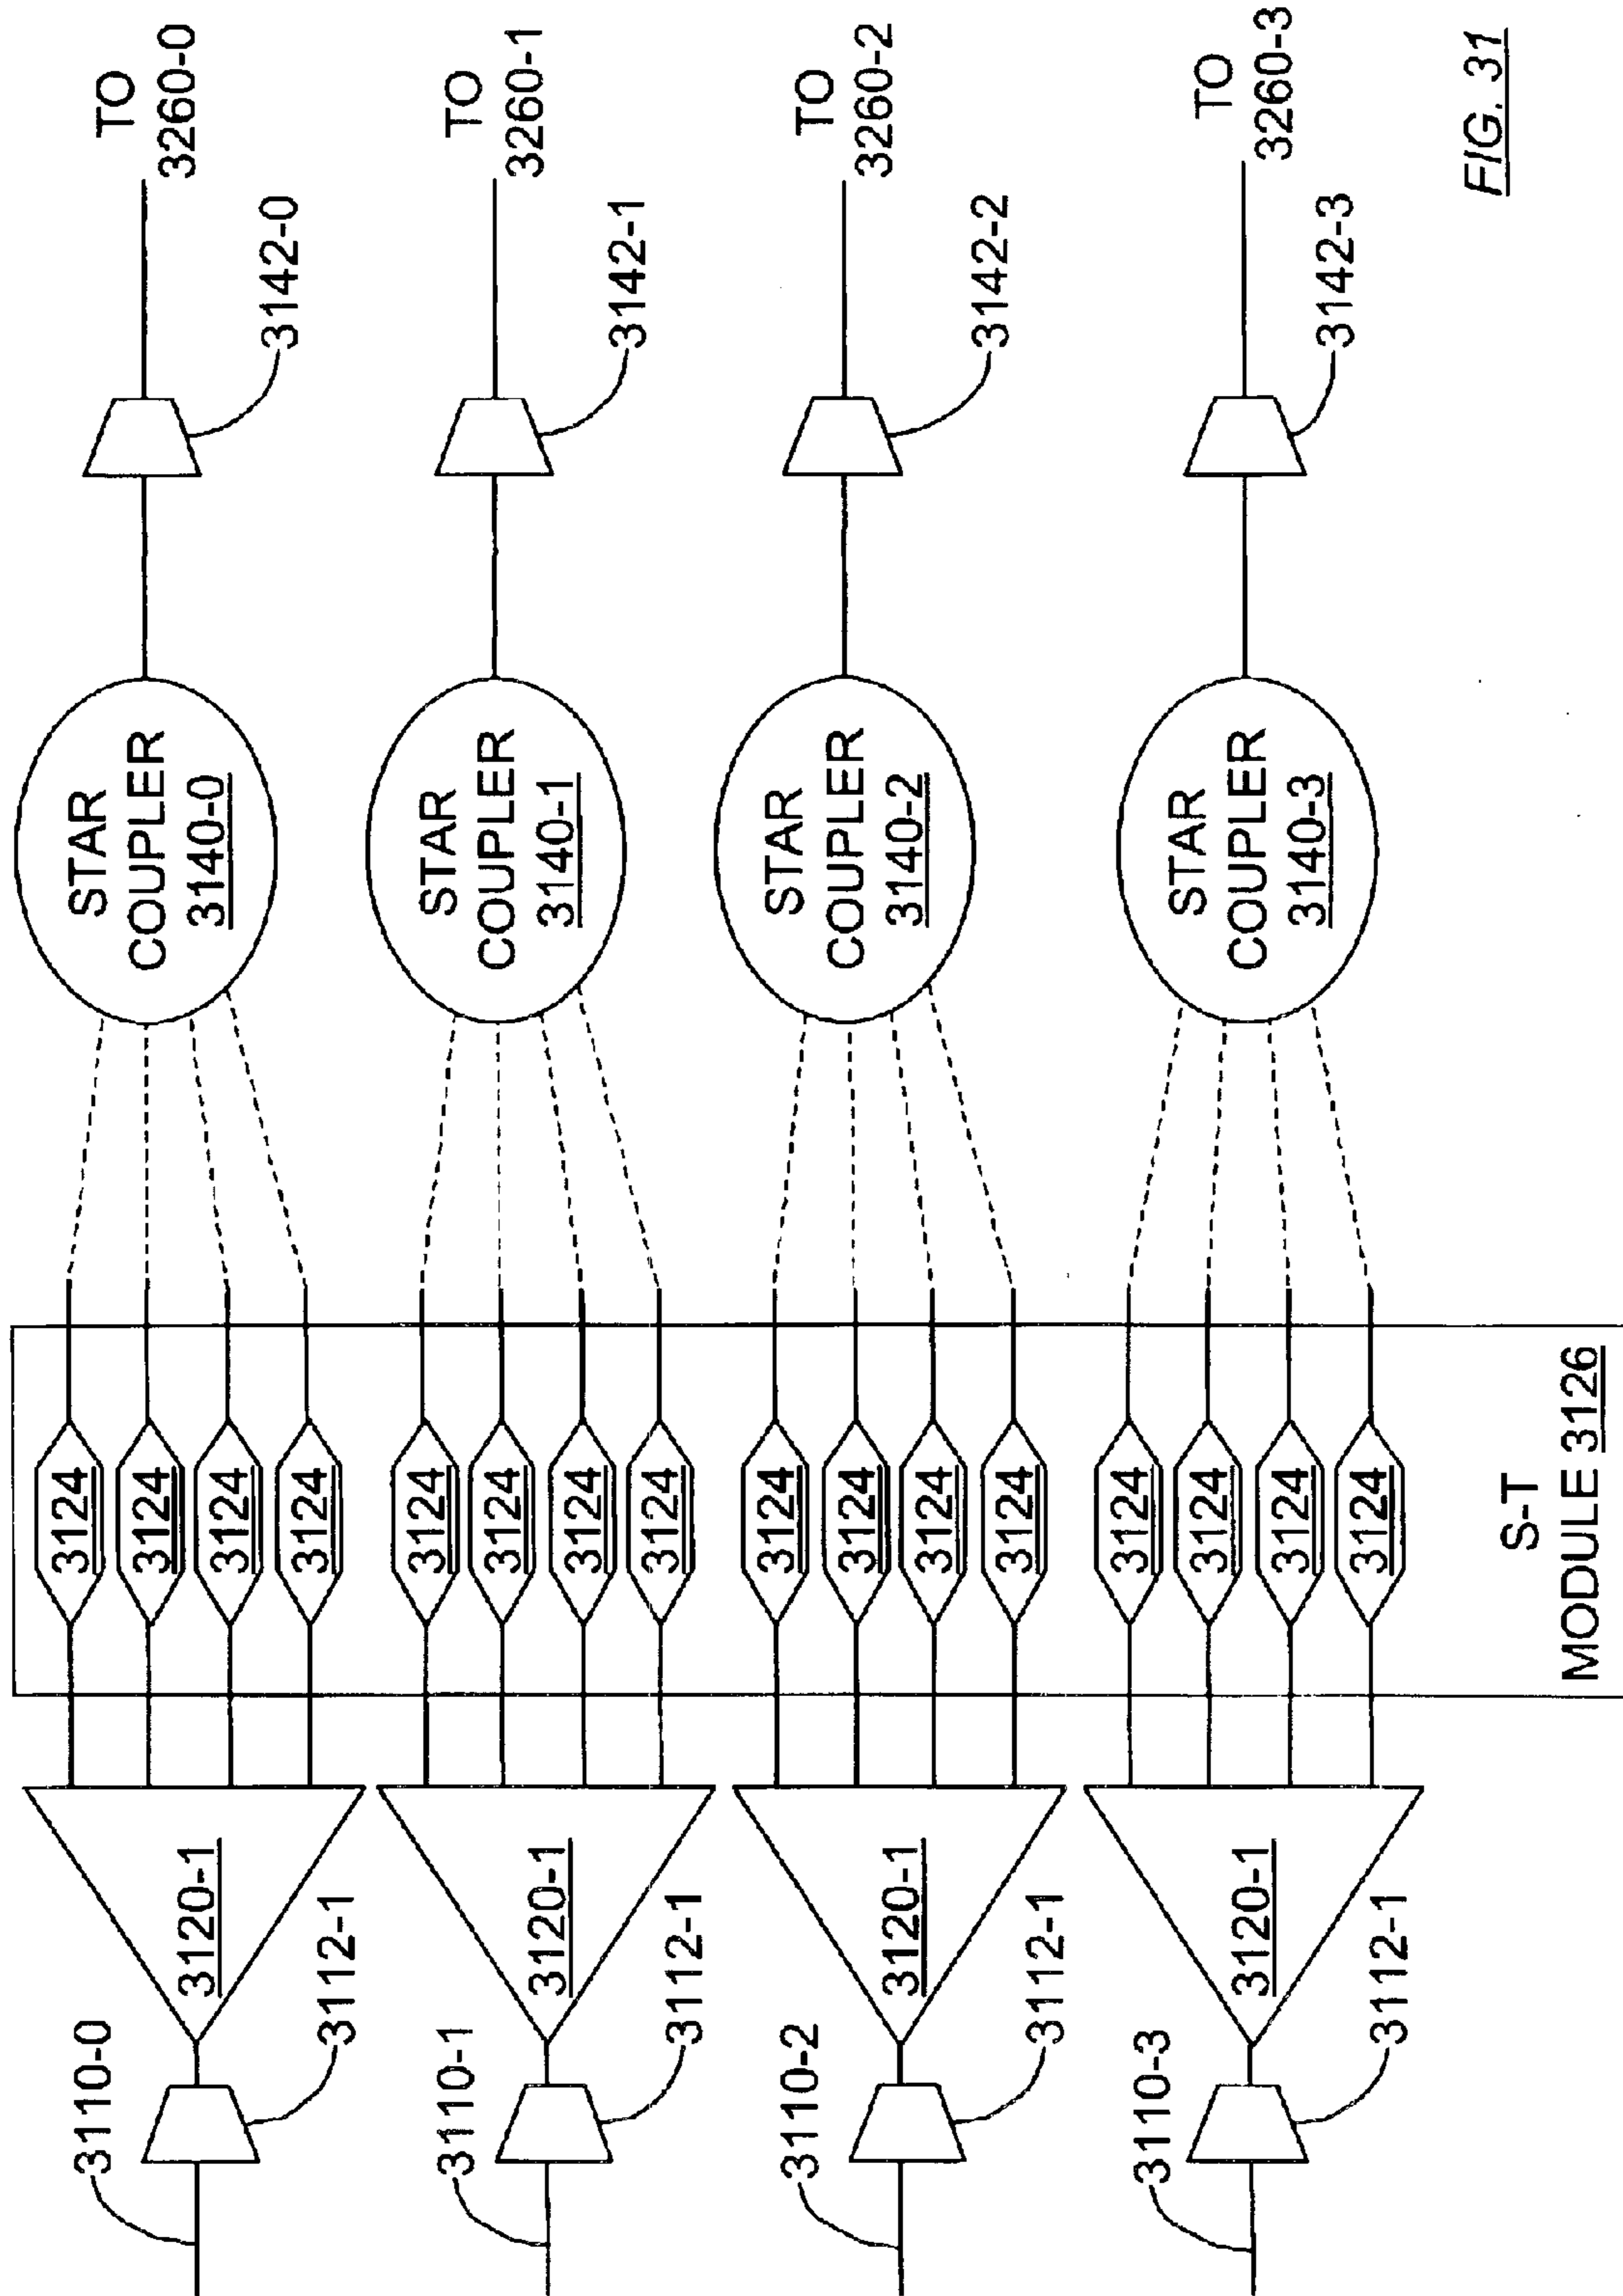 3110-0
3112-1
3120-1
3124
3124
3124
3124
STAR
COUPLER
3140-0
3142-0
TO
3260-0
3110-1
3112-1
3120-1
3124
3124
3124
3124
STAR
COUPLER
3140-1
3142-1
TO
3260-1
3110-2
3112-1
3120-1
3124
3124
3124
3124
STAR
COUPLER
3140-2
3142-2
TO
3260-2
3110-3
3112-1
3120-1
3124
3124
3124
3124
STAR
COUPLER
3140-3
3142-3
TO
3260-3
S-T
MODULE 3126
FIG. 31